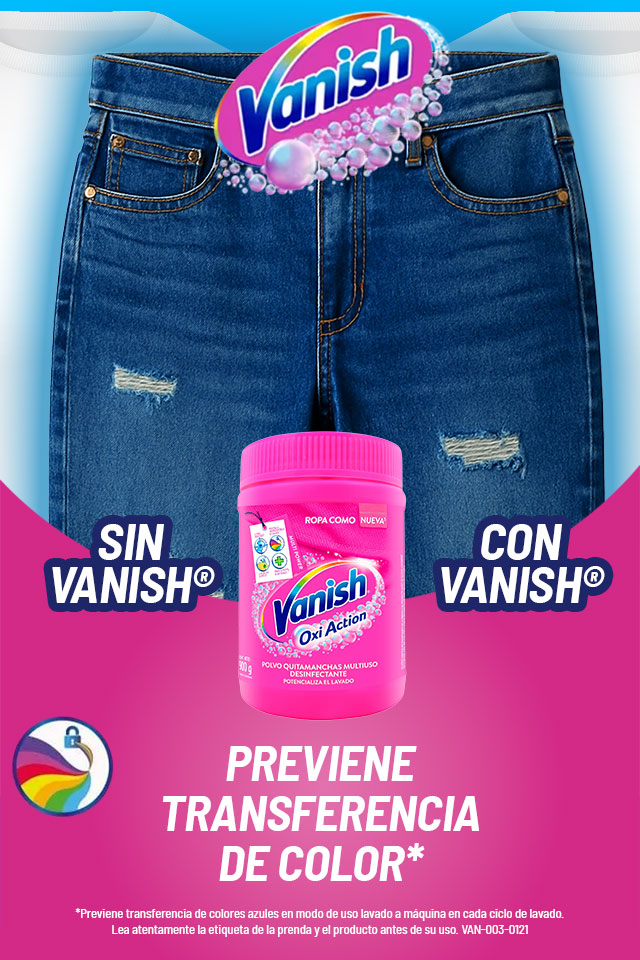 Vanish
SIN
VANISH®
CON
VANISH®
ROPA COMO NUEVA
Vanish
Oxi Action
900 g
POLVO QUITAMANCHAS MULTIUSO
DESINFECTANTE
POTENCIALIZA EL LAVADO
PREVIENE
TRANSFERENCIA
DE COLOR*
*Previene transferencia de colores azules en modo de uso lavado a máquina en cada ciclo de lavado.
Lea atentamente la etiqueta de la prenda y el producto antes de su uso. VAN-003-0121